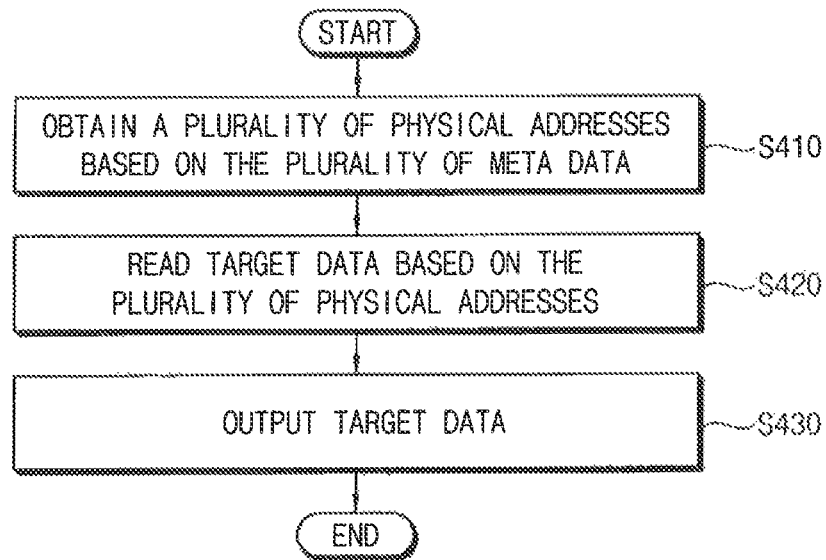 START
OBTAIN A PLURALITY OF PHYSICAL ADDRESSES
BASED ON THE PLURALITY OF META DATA
S410
READ TARGET DATA BASED ON THE
PLURALITY OF PHYSICAL ADDRESSES
S420
OUTPUT TARGET DATA
S430
END